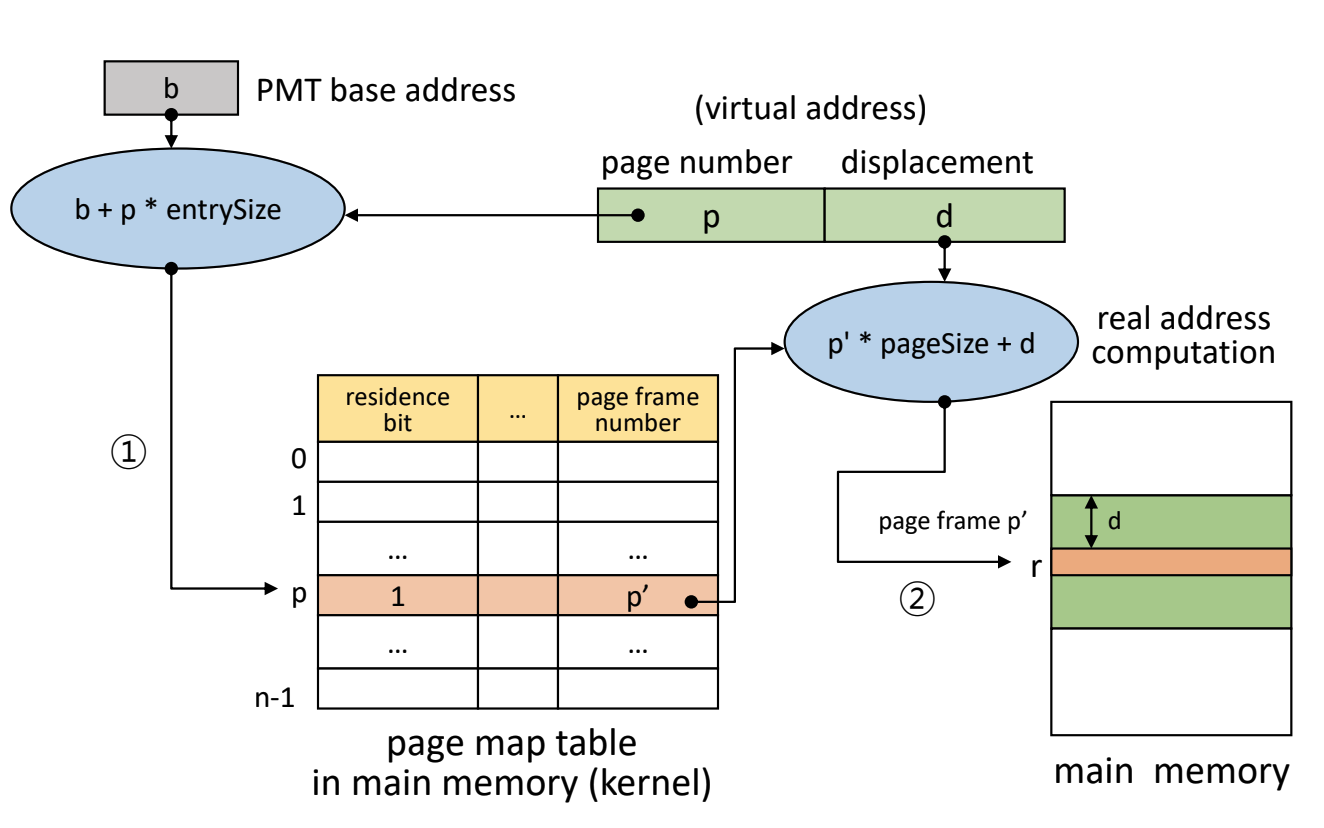 b
PMT base address
(virtual address)
page number
displacement
b + p * entrySize
p
d
p' * pageSize + d
real address
computation
residence
bit
...
page frame
number
①
0
1
...
...
page frame p’
d
r
p
1
p’
②
...
...
n-1
page map table
in main memory (kernel)
main memory